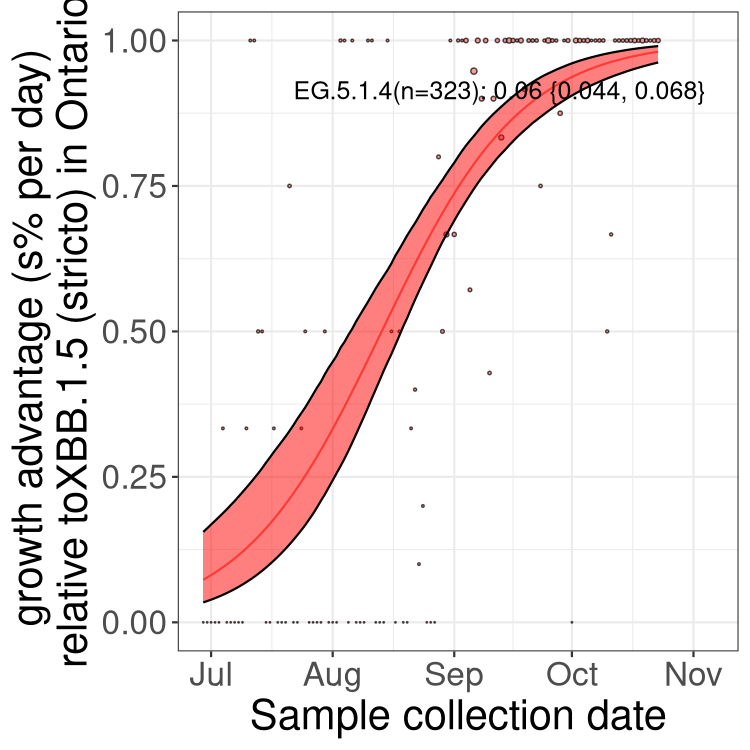 growth advantage (s% per day)
relative toXBB.1.5 (stricto) in Ontario
1.00
0.75
0.50
0.25
0.00
EG.5.1.4(n=323): 0.06 {0.044, 0.068}
Jul Aug Sep Oct Nov
Sample collection date